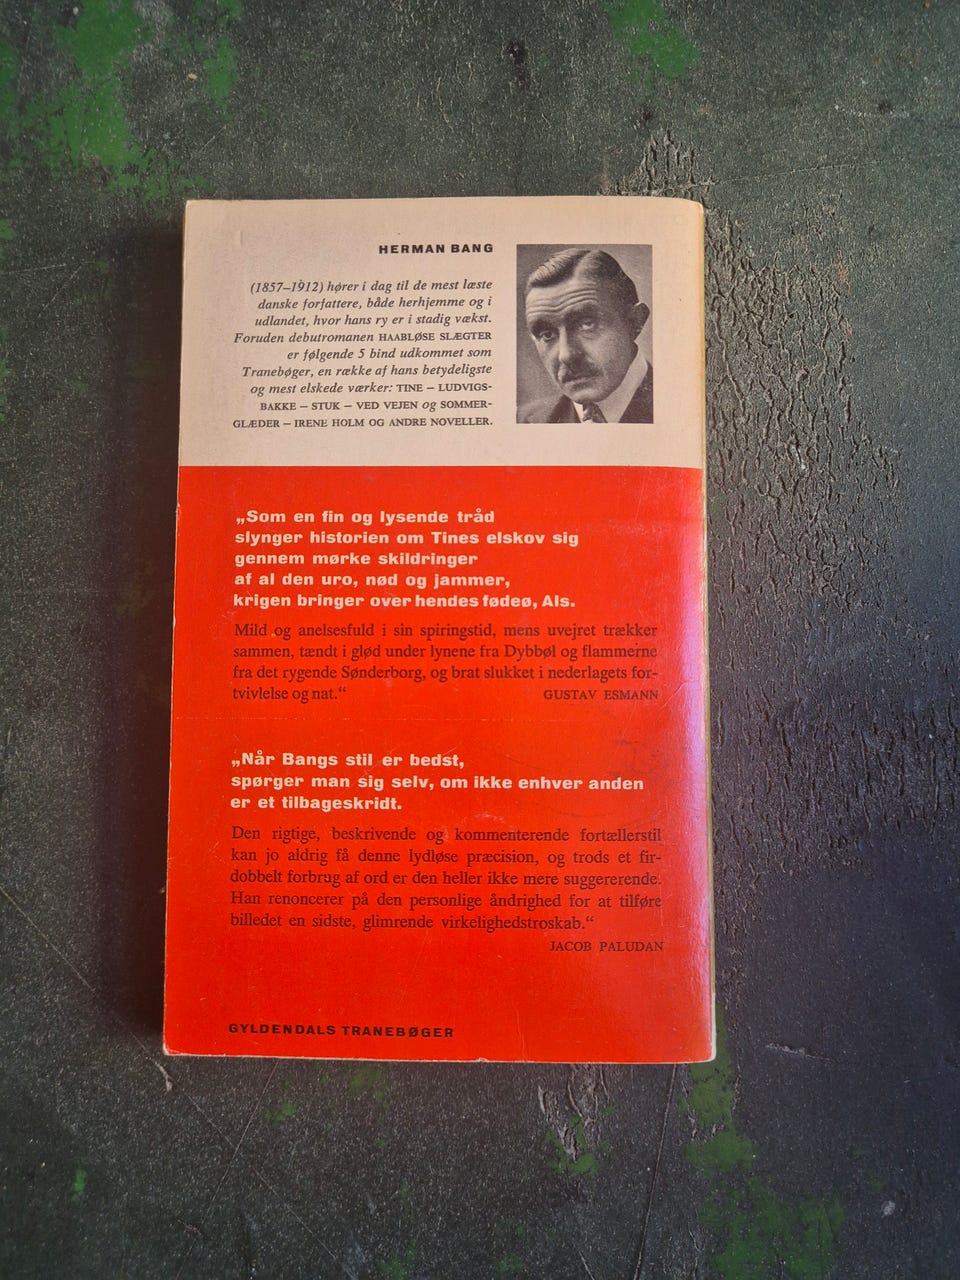 HERMAN BANG
(1857–1912) hører i dag til de mest læste
danske forfattere, både herhjemme og i
udlandet, hvor hans ry er i stadig vækst.
Foruden debutromanen HAABLØSE SLÆGTER
er følgende 5 bind udkommet som
Tranebøger, en række af hans betydeligste
og mest elskede værker: TINE – LUDVIGS-
BAKKE – STUK – VED VEJEN og SOMMER-
GLÆDER – IRENE HOLM OG ANDRE NOVELLER.
„Som en fin og lysende tråd
slynger historien om Tines elskov sig
gennem mørke skildringer
af al den uro, nød og jammer,
krigen bringer over hendes fødeø, Als.
Mild og anelsesfuld i sin spiringstid, mens uvejret trækker
sammen, tændt i glød under lynene fra Dybbøl og flammerne
fra det rygende Sønderborg, og brat slukket i nederlagets for-
tvivlelse og nat.“ GUSTAV ESMANN
„Når Bangs stil er bedst,
spørger man sig selv, om ikke enhver anden
er et tilbageskridt.
Den rigtige, beskrivende og kommenterende fortællerstil
kan jo aldrig få denne lydløse præcision, og trods et fir-
dobbelt forbrug af ord er den heller ikke mere suggererende.
Han renoncerer på den personlige åndrighed for at tilføre
billedet en sidste, glimrende virkelighedstroskab.“
JACOB PALUDAN
GYLDENDALS TRANEBØGER